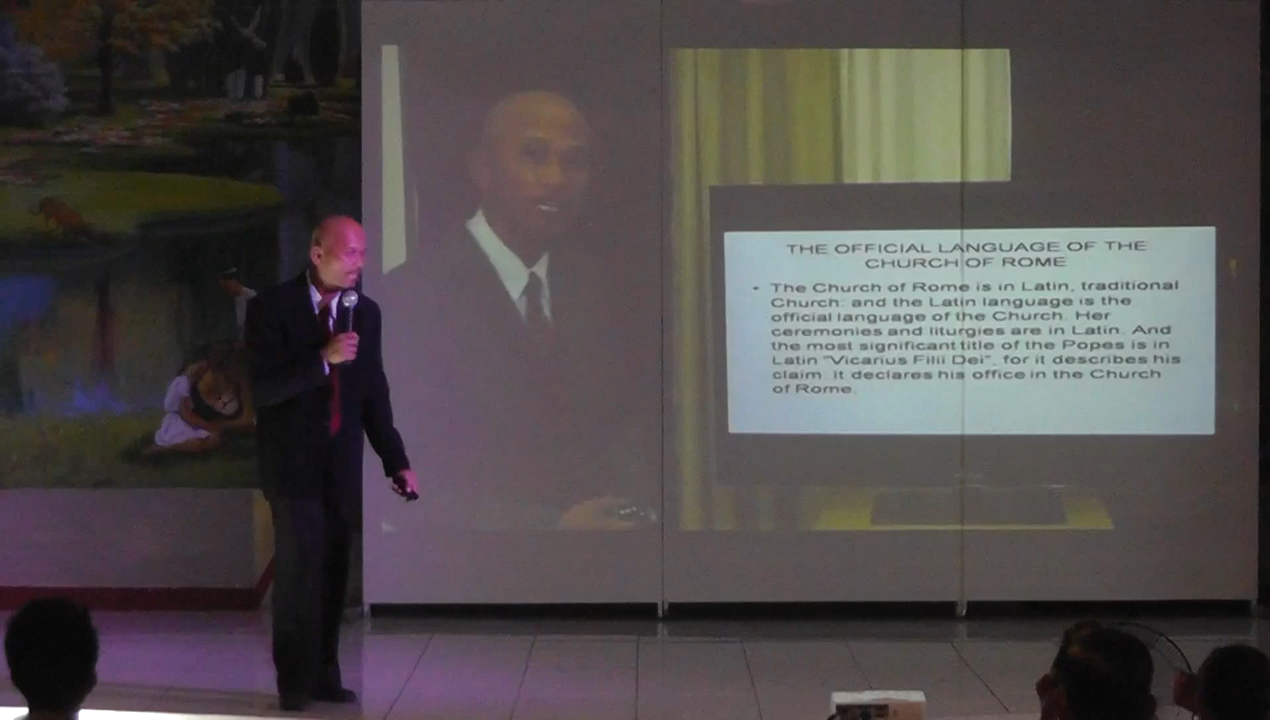 THE OFFICIAL LANGUAGE OF THE
CHURCH OF ROME
• The Church of Rome is in Latin, traditional
Church: and the Latin language is the
official language of the Church. Her
ceremonies and liturgies are in Latin. And
the most significant title of the Popes is in
Latin "Vicarius Filii Dei", for it describes his
claim. It declares his office in the Church
of Rome.